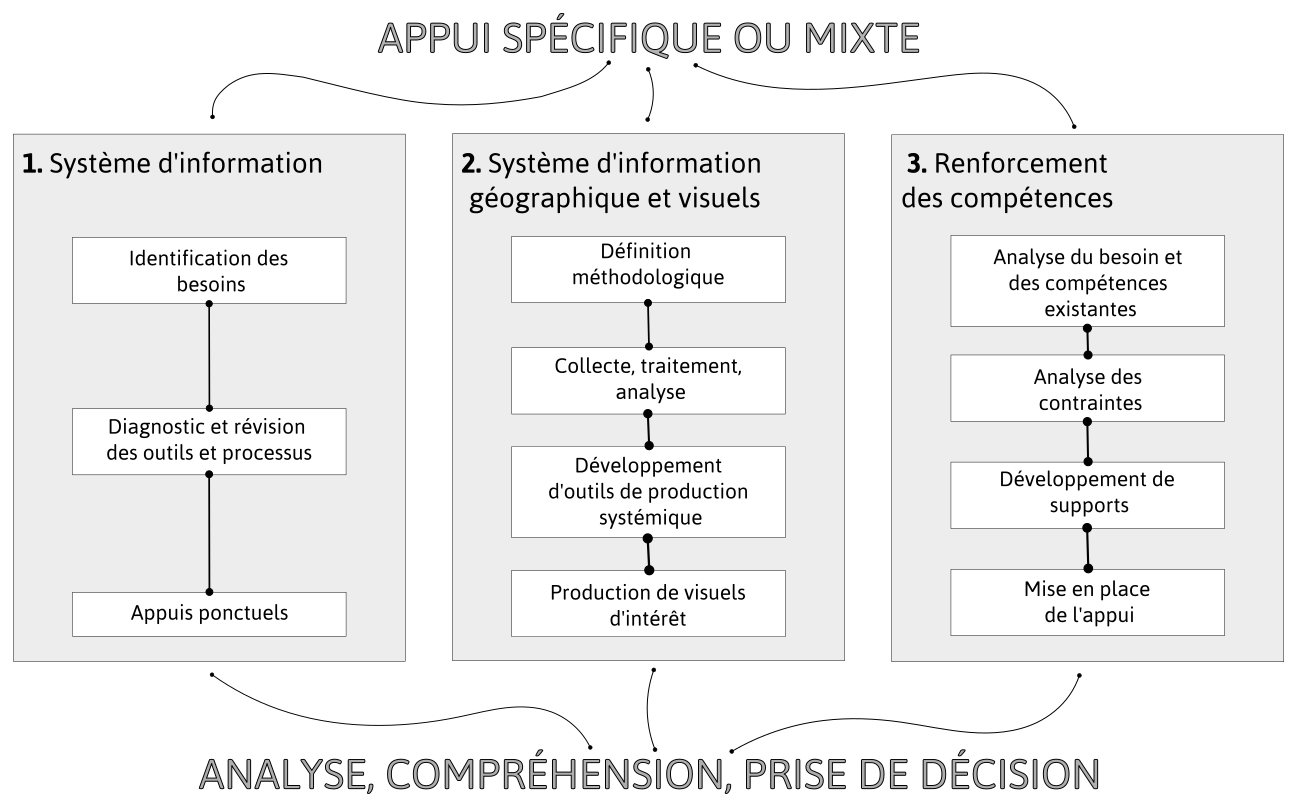 APPUI SPÉCIFIQUE OU MIXTE
1. Système d'information
Identification des
besoins
Diagnostic et révision
des outils et processus
Appuis ponctuels
2. Système d'information
géographique et visuels
Définition
méthodologique
Collecte, traitement,
analyse
Développement
d'outils de production
systémique
Production de visuels
d'intérêt
3. Renforcement
des compétences
Analyse du besoin et
des compétences
existantes
Analyse des
contraintes
Développement de
supports
Mise en place
de l'appui
ANALYSE, COMPRÉHENSION, PRISE DE DÉCISION